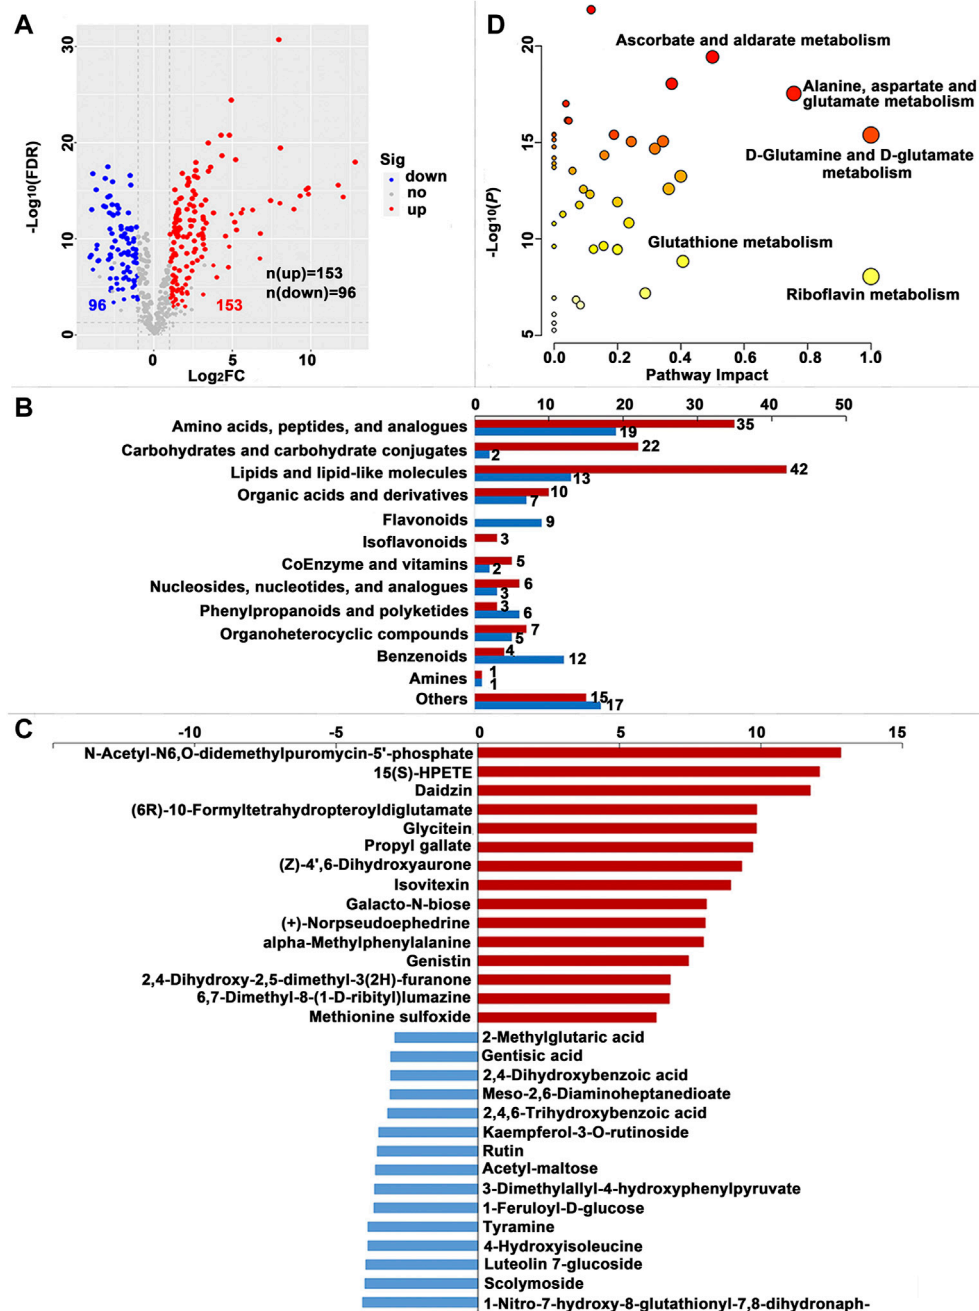 A
30
20
10
0
-Log¹⁰(FDR)
0
5
10
Log₂FC
Sig
down
no
up
n(up)=153
n(down)=96
96
153
D
20
15
10
5
-Log¹⁰(P)
Ascorbate and aldarate metabolism
Alanine, aspartate and
glutamate metabolism
D-Glutamine and D-glutamate
metabolism
Glutathione metabolism
Riboflavin metabolism
0.0
0.2
0.4
0.6
0.8
1.0
Pathway Impact
B
0
10
20
30
40
50
Amino acids, peptides, and analogues
35
19
Carbohydrates and carbohydrate conjugates
22
2
Lipids and lipid-like molecules
42
13
Organic acids and derivatives
10
7
Flavonoids
9
Isoflavonoids
3
CoEnzyme and vitamins
5
2
Nucleosides, nucleotides, and analogues
6
3
Phenylpropanoids and polyketides
3
6
Organoheterocyclic compounds
7
5
Benzenoids
4
12
Amines
1
1
Others
15
17
C
-10
-5
0
5
10
15
N-Acetyl-N6,O-didemethylpuromycin-5'-phosphate
15(S)-HPETE
Daidzin
(6R)-10-Formyltetrahydropteroyldiglutamate
Glycitein
Propyl gallate
(Z)-4',6-Dihydroxyaurone
Isovitexin
Galacto-N-biose
(+)-Norpseudoephedrine
alpha-Methylphenylalanine
Genistin
2,4-Dihydroxy-2,5-dimethyl-3(2H)-furanone
6,7-Dimethyl-8-(1-D-ribityl)lumazine
Methionine sulfoxide
2-Methylglutaric acid
Gentisic acid
2,4-Dihydroxybenzoic acid
Meso-2,6-Diaminoheptanedioate
2,4,6-Trihydroxybenzoic acid
Kaempferol-3-O-rutinoside
Rutin
Acetyl-maltose
3-Dimethylallyl-4-hydroxyphenylpyruvate
1-Feruloyl-D-glucose
Tyramine
4-Hydroxyisoleucine
Luteolin 7-glucoside
Scolymoside
1-Nitro-7-hydroxy-8-glutathionyl-7,8-dihydronaph-